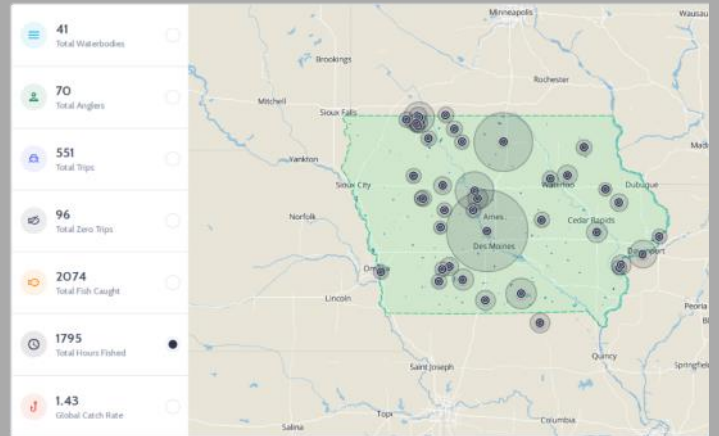 41
Total Waterbodies
70
Total Anglers
551
Total Trips
96
Total Zero Trips
2074
Total Fish Caught
1795
Total Hours Fished
1.43
Global Catch Rate
Minneapolis
Wausau
Brookings
Rochester
Mitchell
Sioux Falls
Yankton
Sioux City
Waterloo
Dubuque
Norfolk
Ames
Cedar Rapids
Des Moines
Davenport
Lincoln
Peoria
Quincy
Springfiel
Saint Joseph
Tope
Columbia
Salina